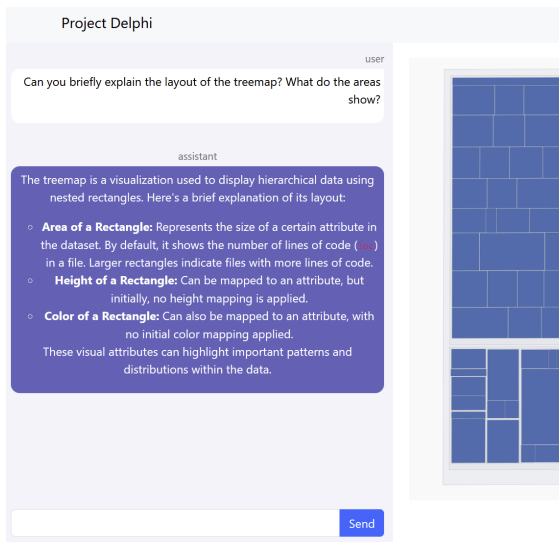 Project Delphi
user
Can you briefly explain the layout of the treemap? What do the areas
show?
assistant
The treemap is a visualization used to display hierarchical data using
nested rectangles. Here's a brief explanation of its layout:
Area of a Rectangle: Represents the size of a certain attribute in
the dataset. By default, it shows the number of lines of code (loc)
in a file. Larger rectangles indicate files with more lines of code.
Height of a Rectangle: Can be mapped to an attribute, but
initially, no height mapping is applied.
Color of a Rectangle: Can also be mapped to an attribute, with
no initial color mapping applied.
These visual attributes can highlight important patterns and
distributions within the data.
Send